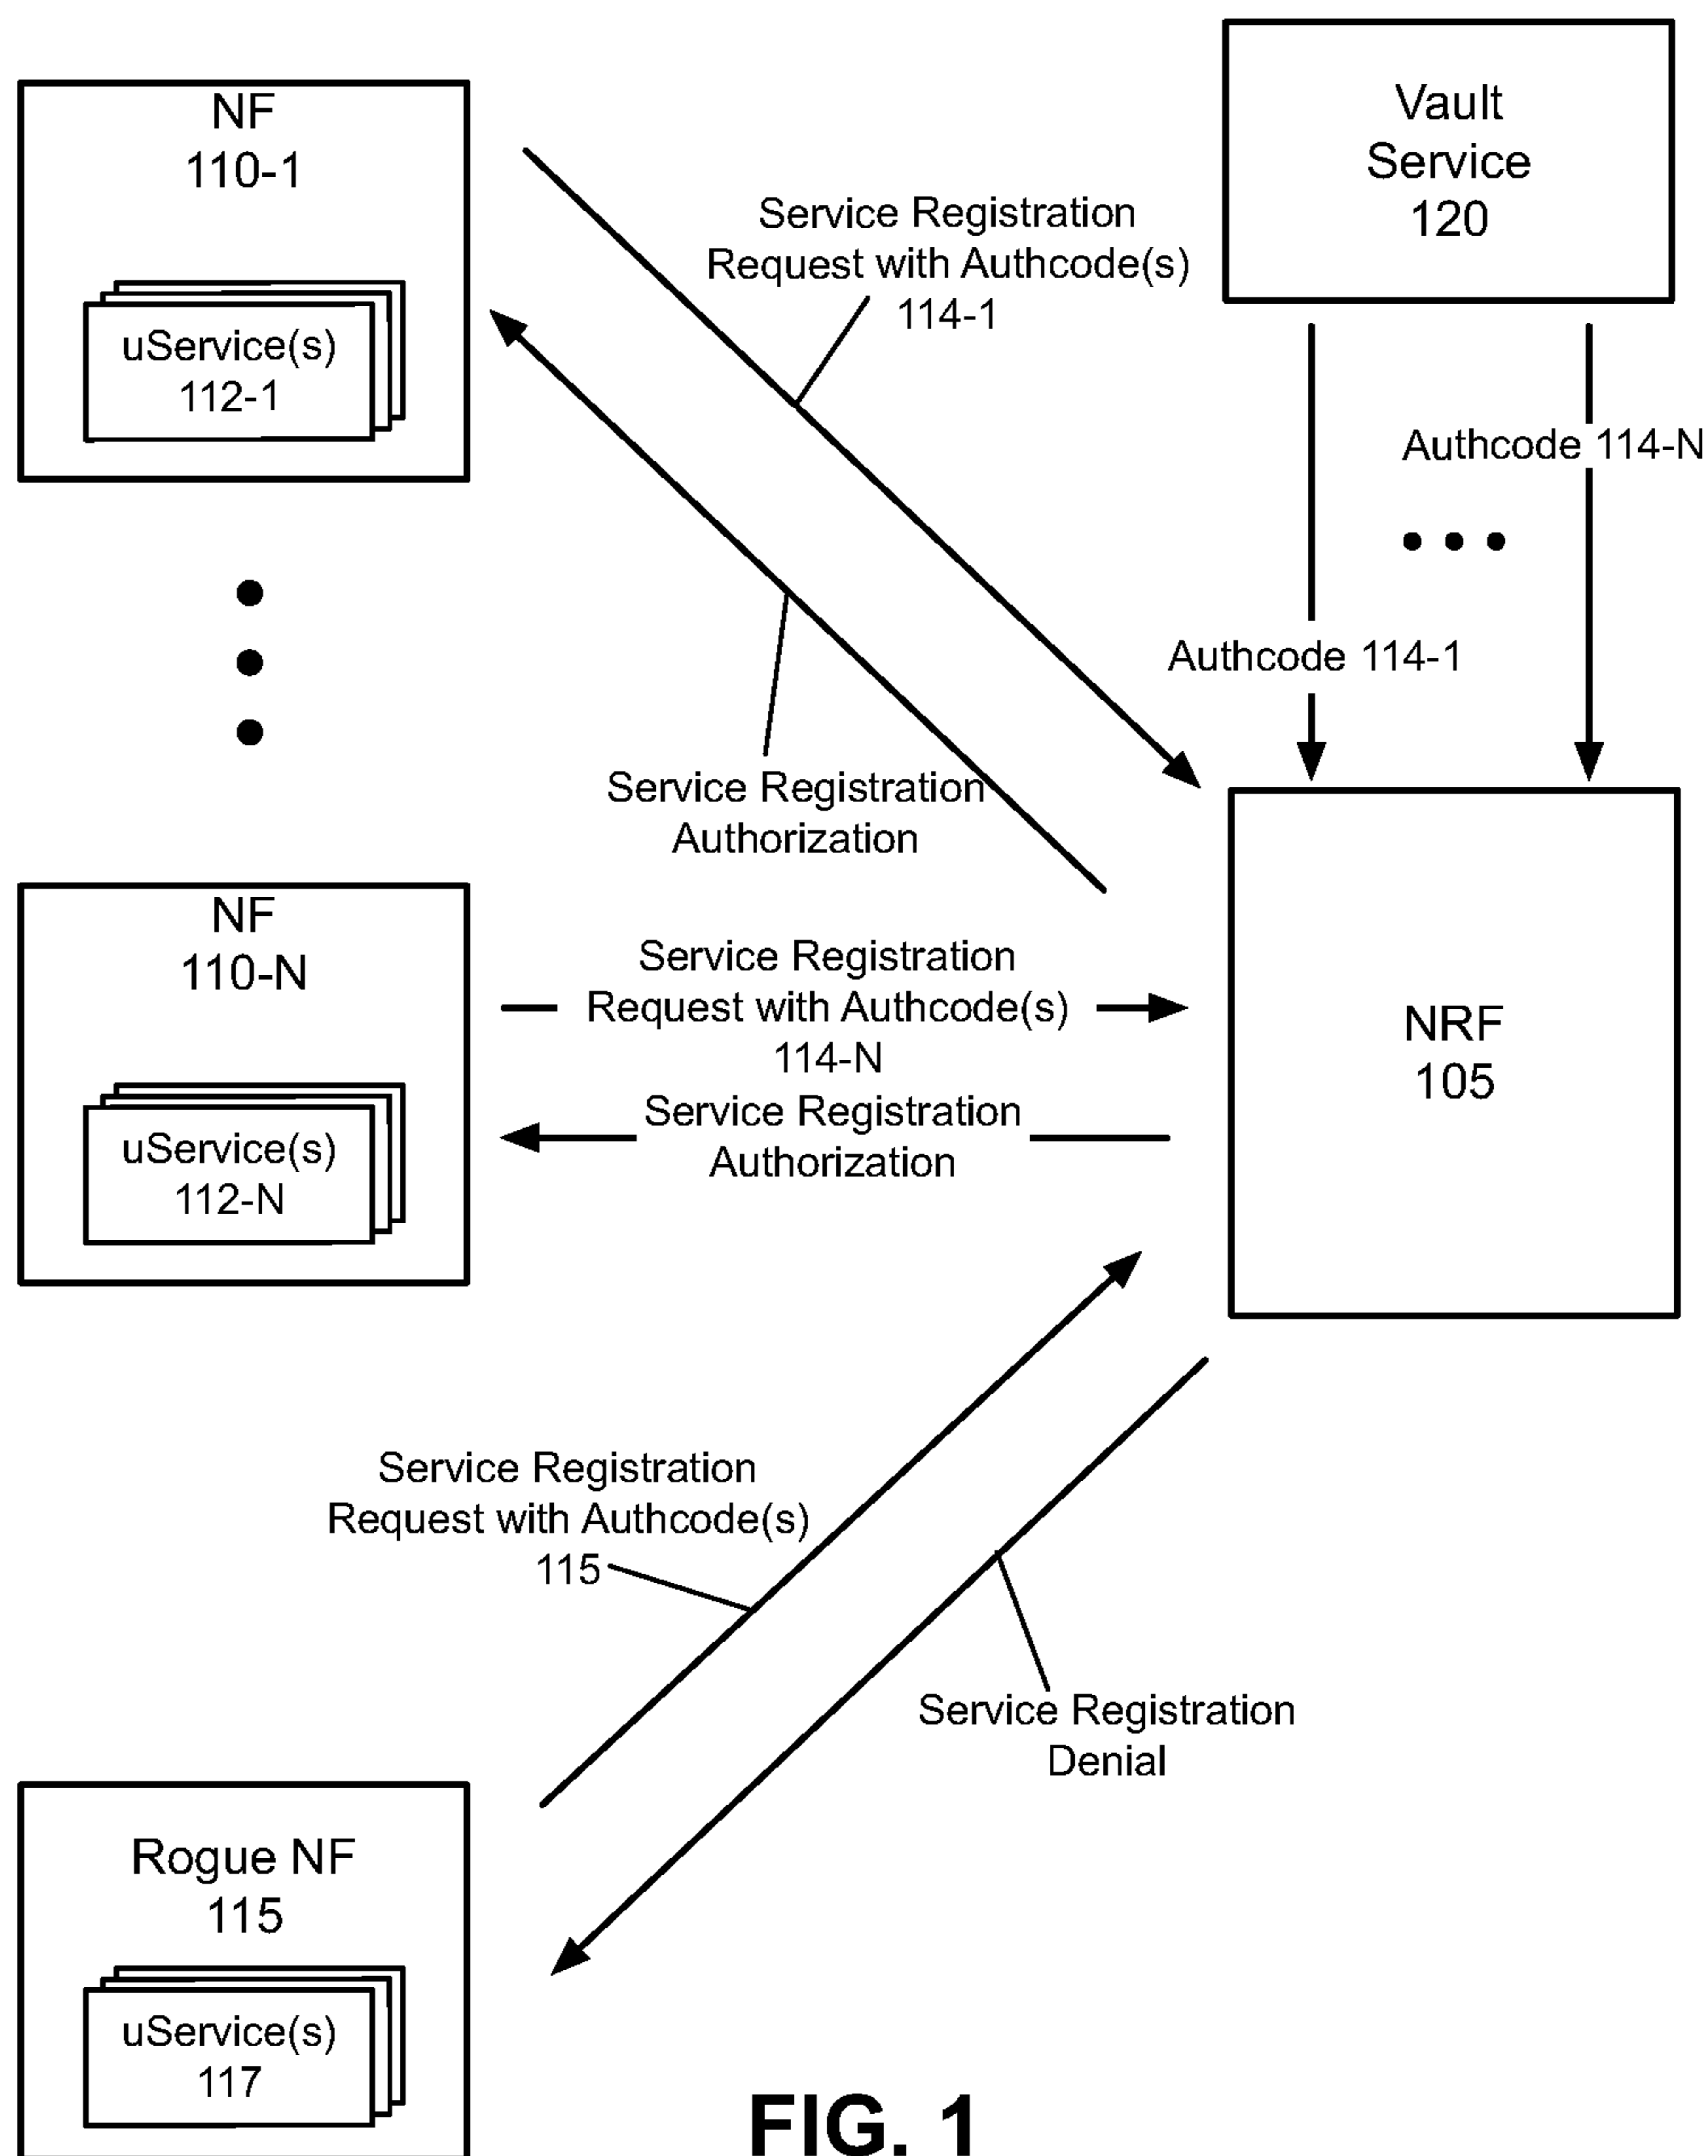 NF
110-1
uService(s)
112-1
Service Registration
Request with Authcode(s)
114-1
Vault
Service
120
Authcode 114-N
Authcode 114-1
Service Registration
Authorization
NF
110-N
uService(s)
112-N
Service Registration
Request with Authcode(s)
114-N
Service Registration
Authorization
NRF
105
Service Registration
Request with Authcode(s)
115
Service Registration
Denial
Rogue NF
115
uService(s)
117
FIG. 1